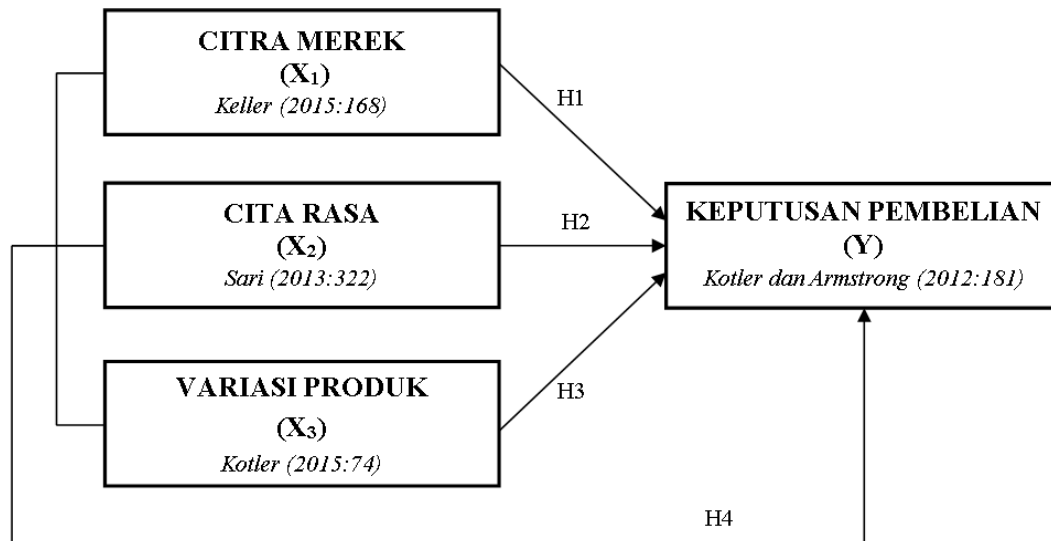 CITRA MEREK
(X₁)
Keller (2015:168)
H1
CITA RASA
(X₂)
Sari (2013:322)
H2
KEPUTUSAN PEMBELIAN
(Y)
Kotler dan Armstrong (2012:181)
VARIASI PRODUK
(X₃)
Kotler (2015:74)
H3
H4